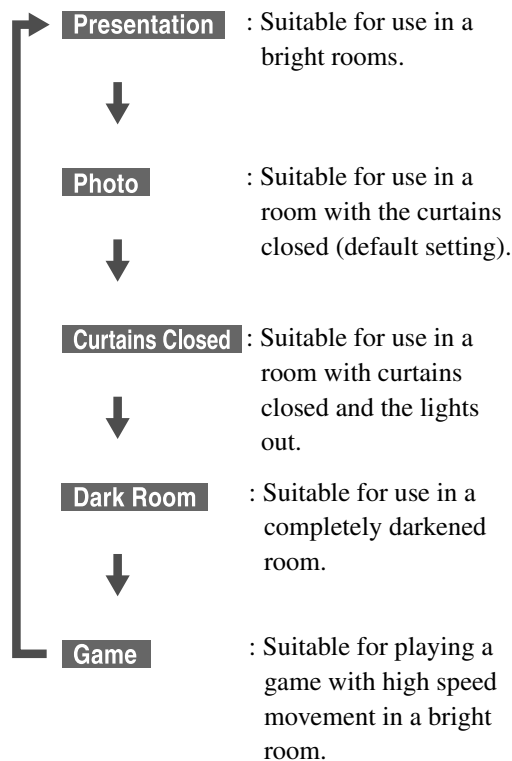 Presentation : Suitable for use in a
bright rooms.
Photo : Suitable for use in a
room with the curtains
closed (default setting).
Curtains Closed : Suitable for use in a
room with curtains
closed and the lights
out.
Dark Room : Suitable for use in a
completely darkened
room.
Game : Suitable for playing a
game with high speed
movement in a bright
room.